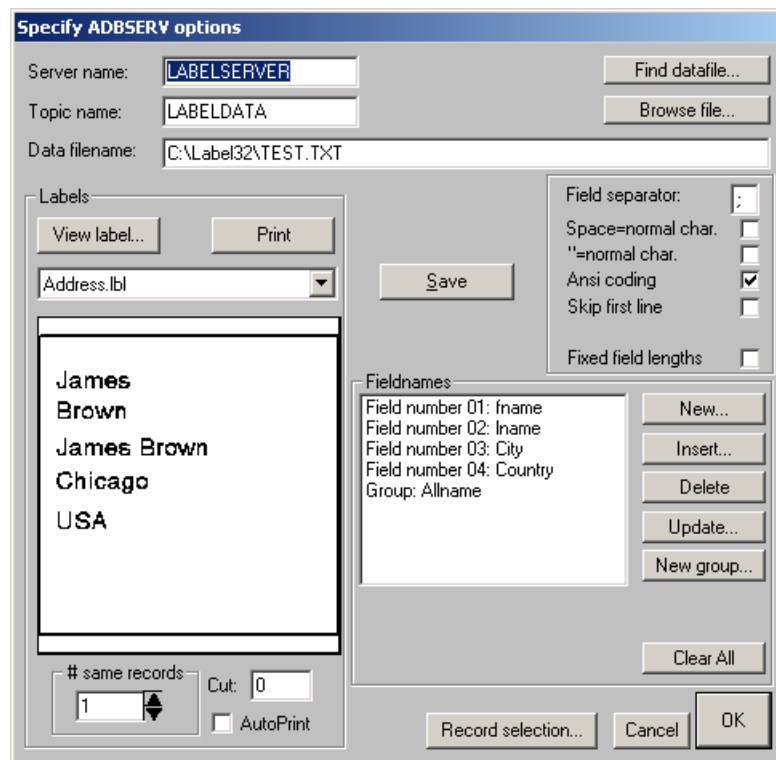 Specify ADBSERV options
Server name: LABELSERVER
Find datafile...
Topic name: LABELDATA
Browse file...
Data filename: C:\Label32\TEST.TXT
Labels
View label... Print
Address.lbl
James
Brown
James Brown
Chicago
USA
# same records
1
Cut: 0
AutoPrint
Save
Field separator: ;
Space=normal char.
"=normal char.
Ansi coding
Skip first line
Fixed field lengths
Fieldnames
Field number 01: fname
Field number 02: lname
Field number 03: City
Field number 04: Country
Group: Allname
New...
Insert...
Delete
Update...
New group...
Clear All
Record selection... Cancel OK